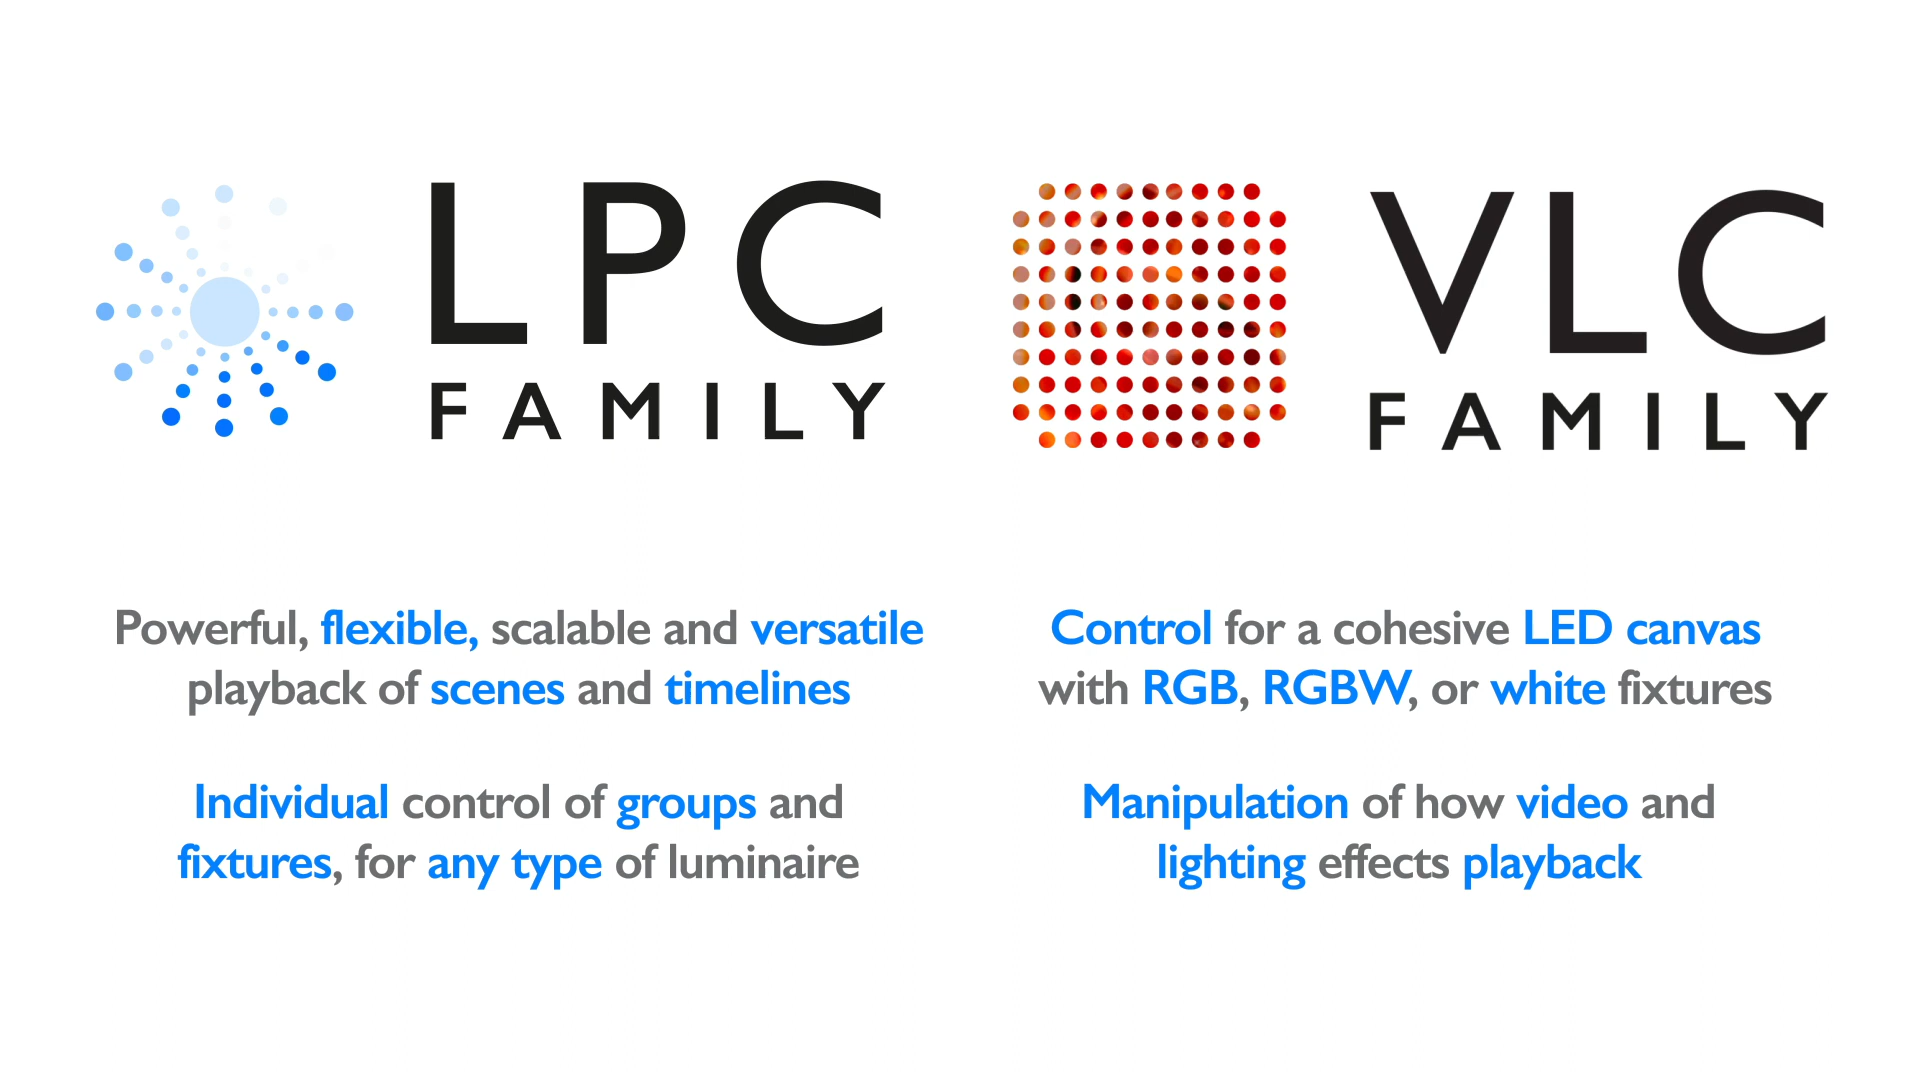 LPC
FAMILY
Powerful, flexible, scalable and versatile
playback of scenes and timelines
Individual control of groups and
fixtures, for any type of luminaire
VLC
FAMILY
Control for a cohesive LED canvas
with RGB, RGBW, or white fixtures
Manipulation of how video and
lighting effects playback